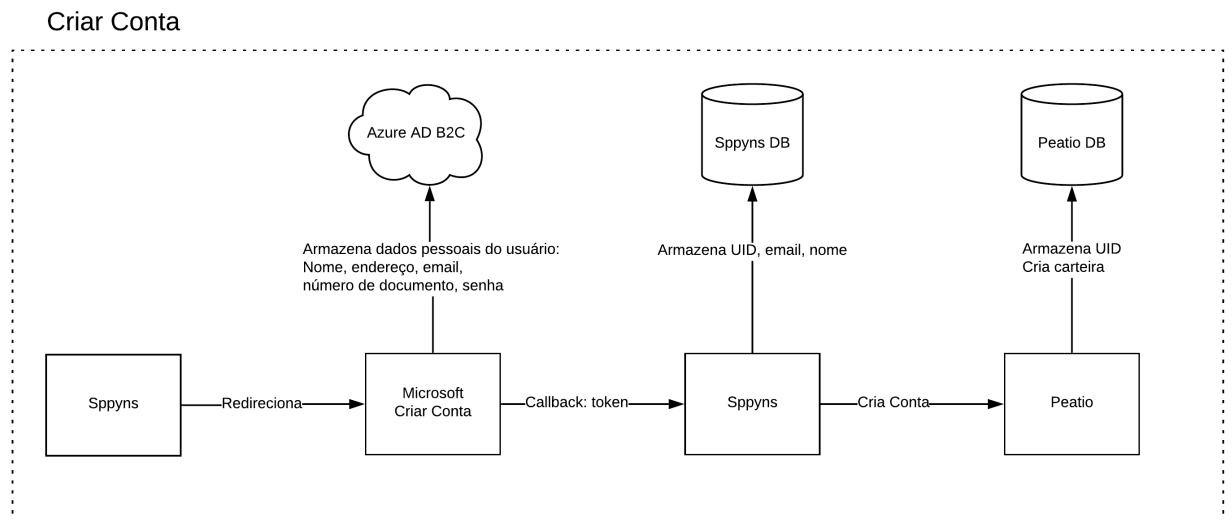 Criar Conta
Azure AD B2C
Sppyns DB
Peatio DB
Armazena dados pessoais do usuário:
Nome, endereço, email,
número de documento, senha
Armazena UID, email, nome
Armazena UID
Cria carteira
Sppyns
Redireciona
Microsoft
Criar Conta
Callback: token
Sppyns
Cria Conta
Peatio